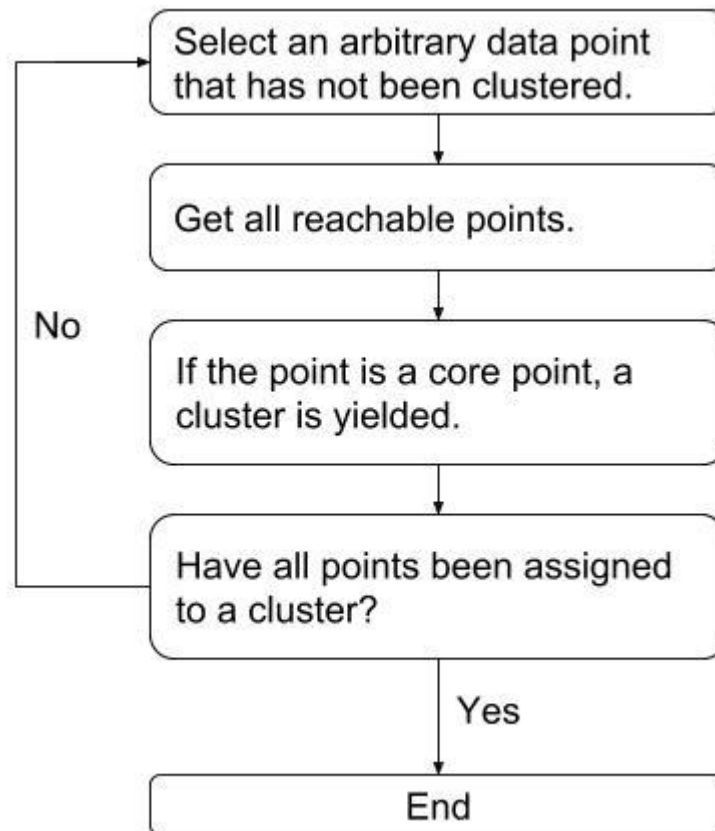 Select an arbitrary data point
that has not been clustered.
Get all reachable points.
No
If the point is a core point, a
cluster is yielded.
Have all points been assigned
to a cluster?
Yes
End